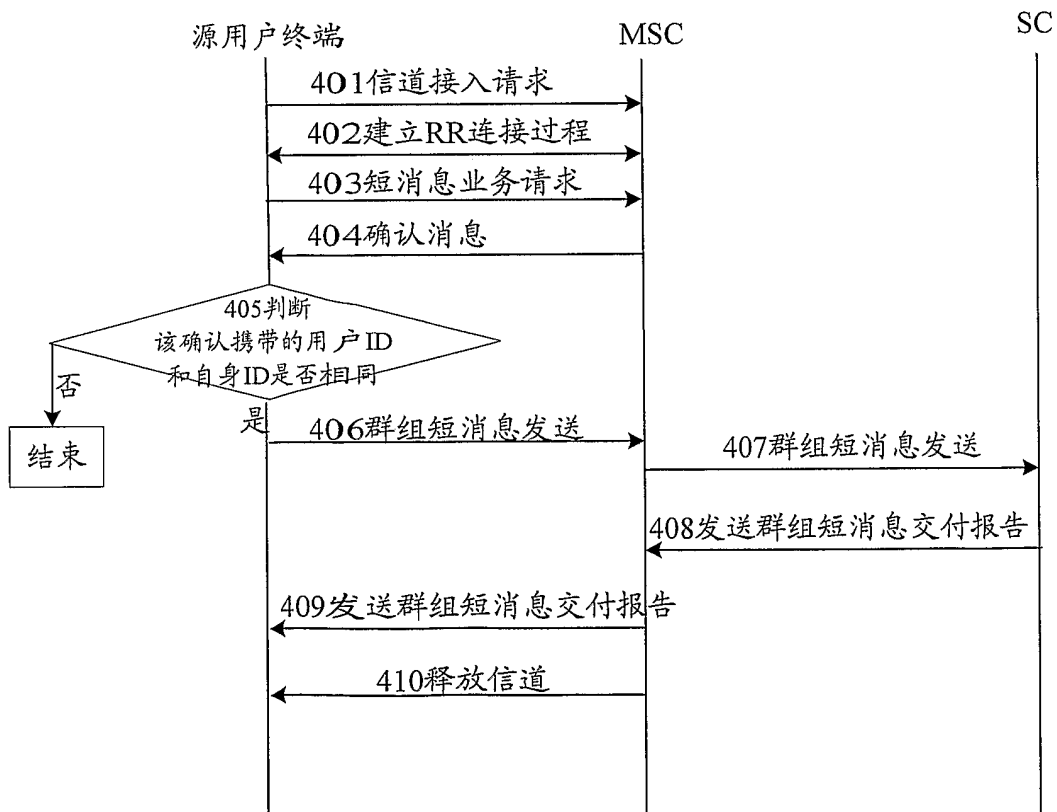 源用户终端
MSC
SC
401信道接入请求
402建立RR连接过程
403短消息业务请求
404确认消息
405判断
该确认携带的用户ID
和自身ID是否相同
否
是
结束
406群组短消息发送
407群组短消息发送
408发送群组短消息交付报告
409发送群组短消息交付报告
410释放信道